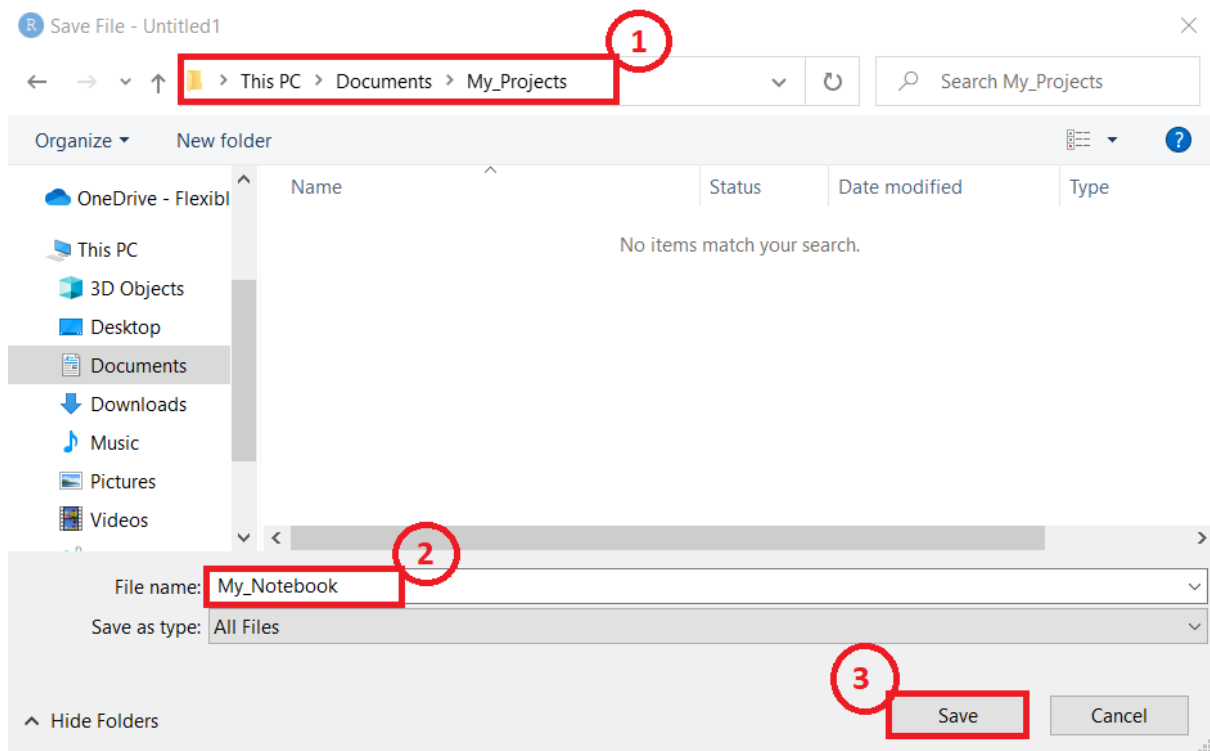 R Save File - Untitled1
1
This PC > Documents > My_Projects
Search My_Projects
Organize New folder
?
Name Status Date modified Type
OneDrive - Flexibl
No items match your search.
This PC
3D Objects
Desktop
Documents
Downloads
Music
Pictures
Videos
2
File name: My_Notebook
Save as type: All Files
3
Hide Folders Save Cancel